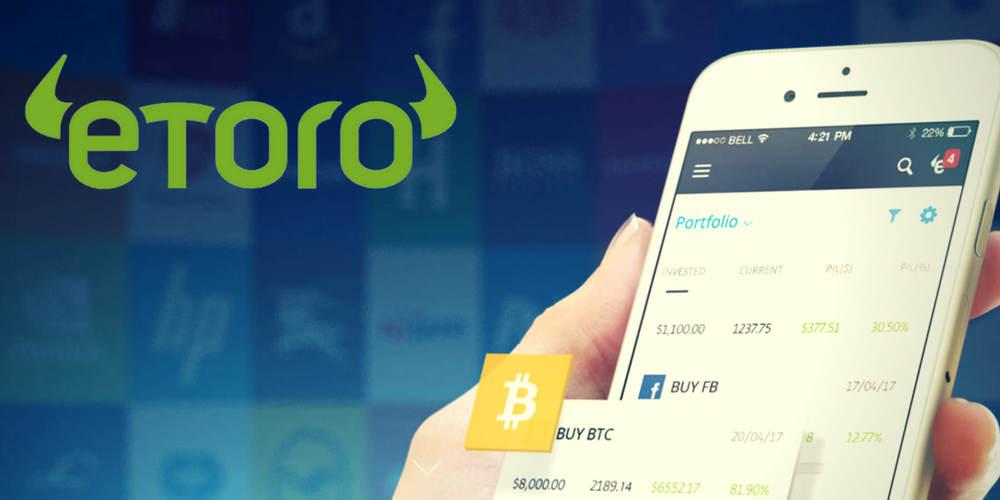 eToro
BELL 4:21 PM 22%
4
Portfolio
INVESTED CURRENT P/L($) P/L(%)
$1,100.00 1237.75 $377.51 30.50%
f BUY FB 17/04/17
8 12.77%
BUY BTC 20/04/17
$8,000.00 2189.14 $6552.17 81.90%
hp